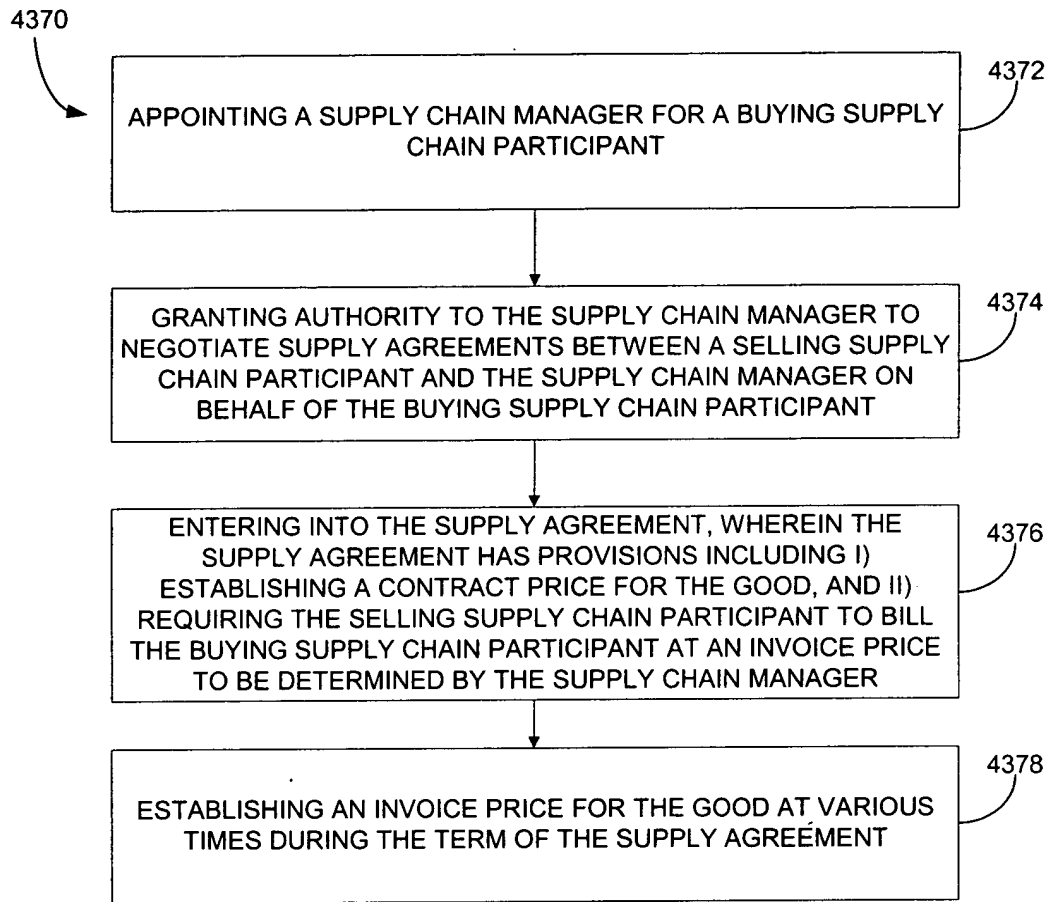 4370
4372
APPOINTING A SUPPLY CHAIN MANAGER FOR A BUYING SUPPLY
CHAIN PARTICIPANT
4374
GRANTING AUTHORITY TO THE SUPPLY CHAIN MANAGER TO
NEGOTIATE SUPPLY AGREEMENTS BETWEEN A SELLING SUPPLY
CHAIN PARTICIPANT AND THE SUPPLY CHAIN MANAGER ON
BEHALF OF THE BUYING SUPPLY CHAIN PARTICIPANT
4376
ENTERING INTO THE SUPPLY AGREEMENT, WHEREIN THE
SUPPLY AGREEMENT HAS PROVISIONS INCLUDING I)
ESTABLISHING A CONTRACT PRICE FOR THE GOOD, AND II)
REQUIRING THE SELLING SUPPLY CHAIN PARTICIPANT TO BILL
THE BUYING SUPPLY CHAIN PARTICIPANT AT AN INVOICE PRICE
TO BE DETERMINED BY THE SUPPLY CHAIN MANAGER
4378
ESTABLISHING AN INVOICE PRICE FOR THE GOOD AT VARIOUS
TIMES DURING THE TERM OF THE SUPPLY AGREEMENT